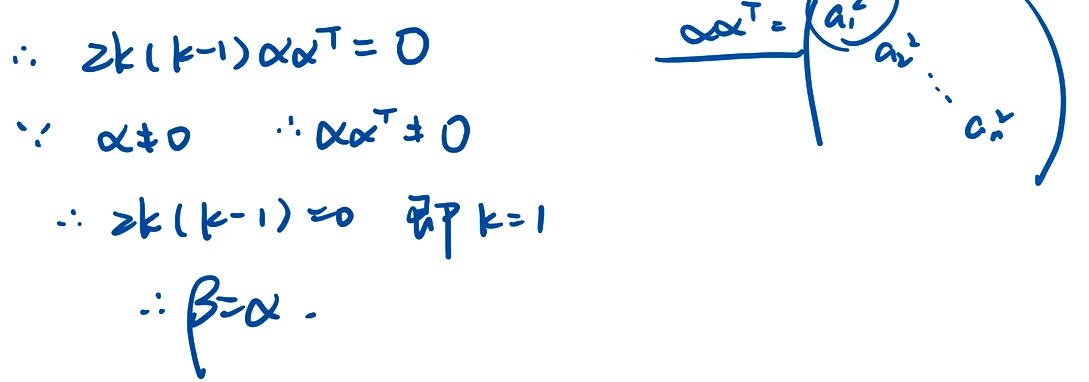 ∴ 2k(k-1)αα^T = 0
∵ α≠0 ∴ αα^T ≠ 0
∴ 2k(k-1)=0 即 k=1
∴ β=α .
αα^T = ( a₁²
a₂²
⋱
aₙ² )